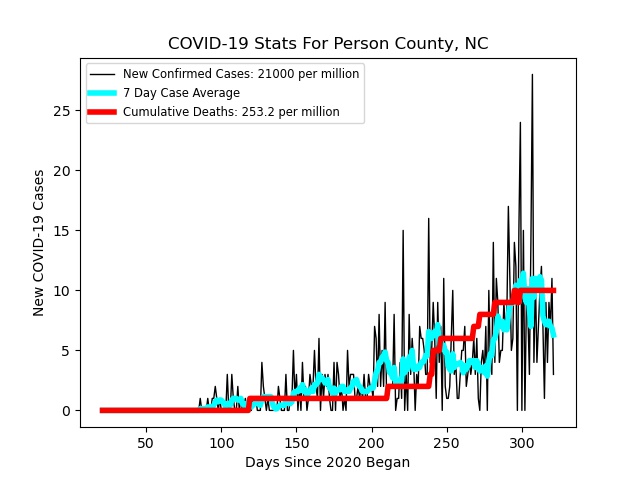 COVID-19 Stats For Person County, NC
New Confirmed Cases: 21000 per million
7 Day Case Average
Cumulative Deaths: 253.2 per million
New COVID-19 Cases
25
20
15
10
5
0
50 100 150 200 250 300
Days Since 2020 Began